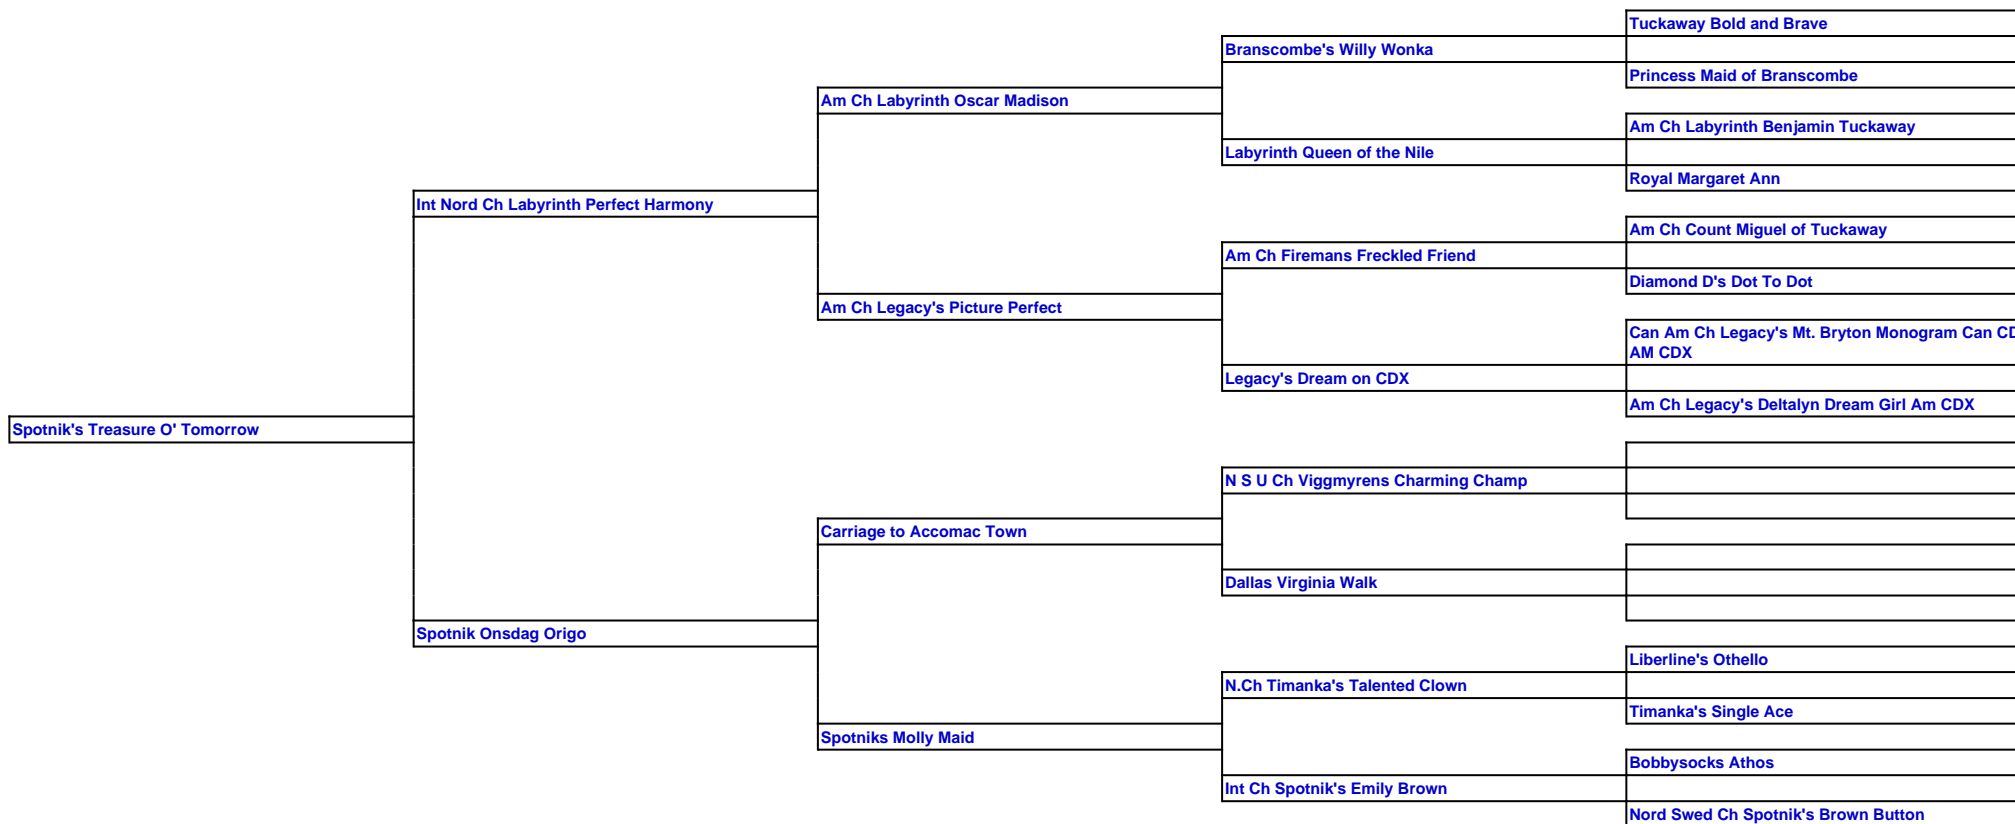 Tuckaway Bold and Brave
Branscombe's Willy Wonka
Princess Maid of Branscombe
Am Ch Labyrinth Oscar Madison
Am Ch Labyrinth Benjamin Tuckaway
Labyrinth Queen of the Nile
Royal Margaret Ann
Int Nord Ch Labyrinth Perfect Harmony
Am Ch Count Miguel of Tuckaway
Am Ch Firemans Freckled Friend
Diamond D's Dot To Dot
Am Ch Legacy's Picture Perfect
Can Am Ch Legacy's Mt. Bryton Monogram Can CD
AM CDX
Legacy's Dream on CDX
Am Ch Legacy's Deltalyn Dream Girl Am CDX
Spotnik's Treasure O' Tomorrow
N S U Ch Viggmyrens Charming Champ
Carriage to Accomac Town
Dallas Virginia Walk
Spotnik Onsdag Origo
Liberline's Othello
N.Ch Timanka's Talented Clown
Timanka's Single Ace
Spotniks Molly Maid
Bobbysocks Athos
Int Ch Spotnik's Emily Brown
Nord Swed Ch Spotnik's Brown Button